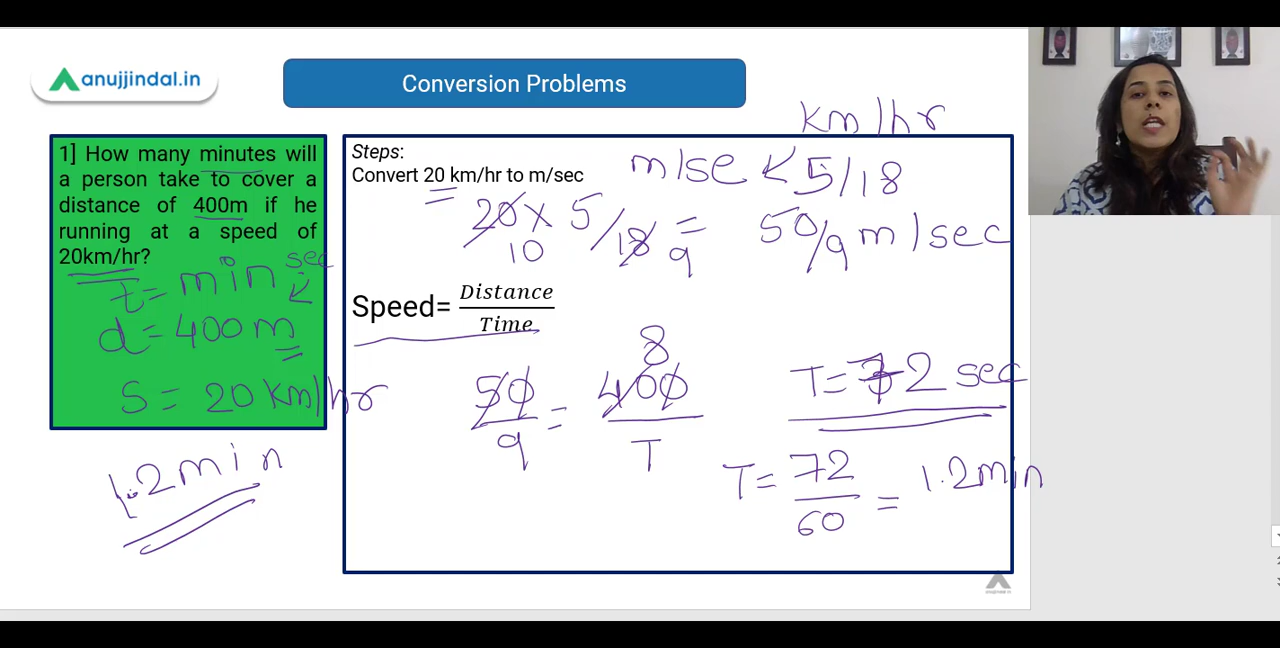 anujjindal.in
Conversion Problems
1] How many minutes will
a person take to cover a
distance of 400m if he
running at a speed of
20km/hr?
t = min sec
d = 400 m
S = 20 km/hr
1.2 min
Steps:
Convert 20 km/hr to m/sec
km/hr
m/se 5/18
20 × 5/18 = 50/9 m/sec
10 9
Speed= Distance/Time
8
50/9 = 400/T
T = 72 sec
T = 72/60 = 1.2 min
anujjindal.in